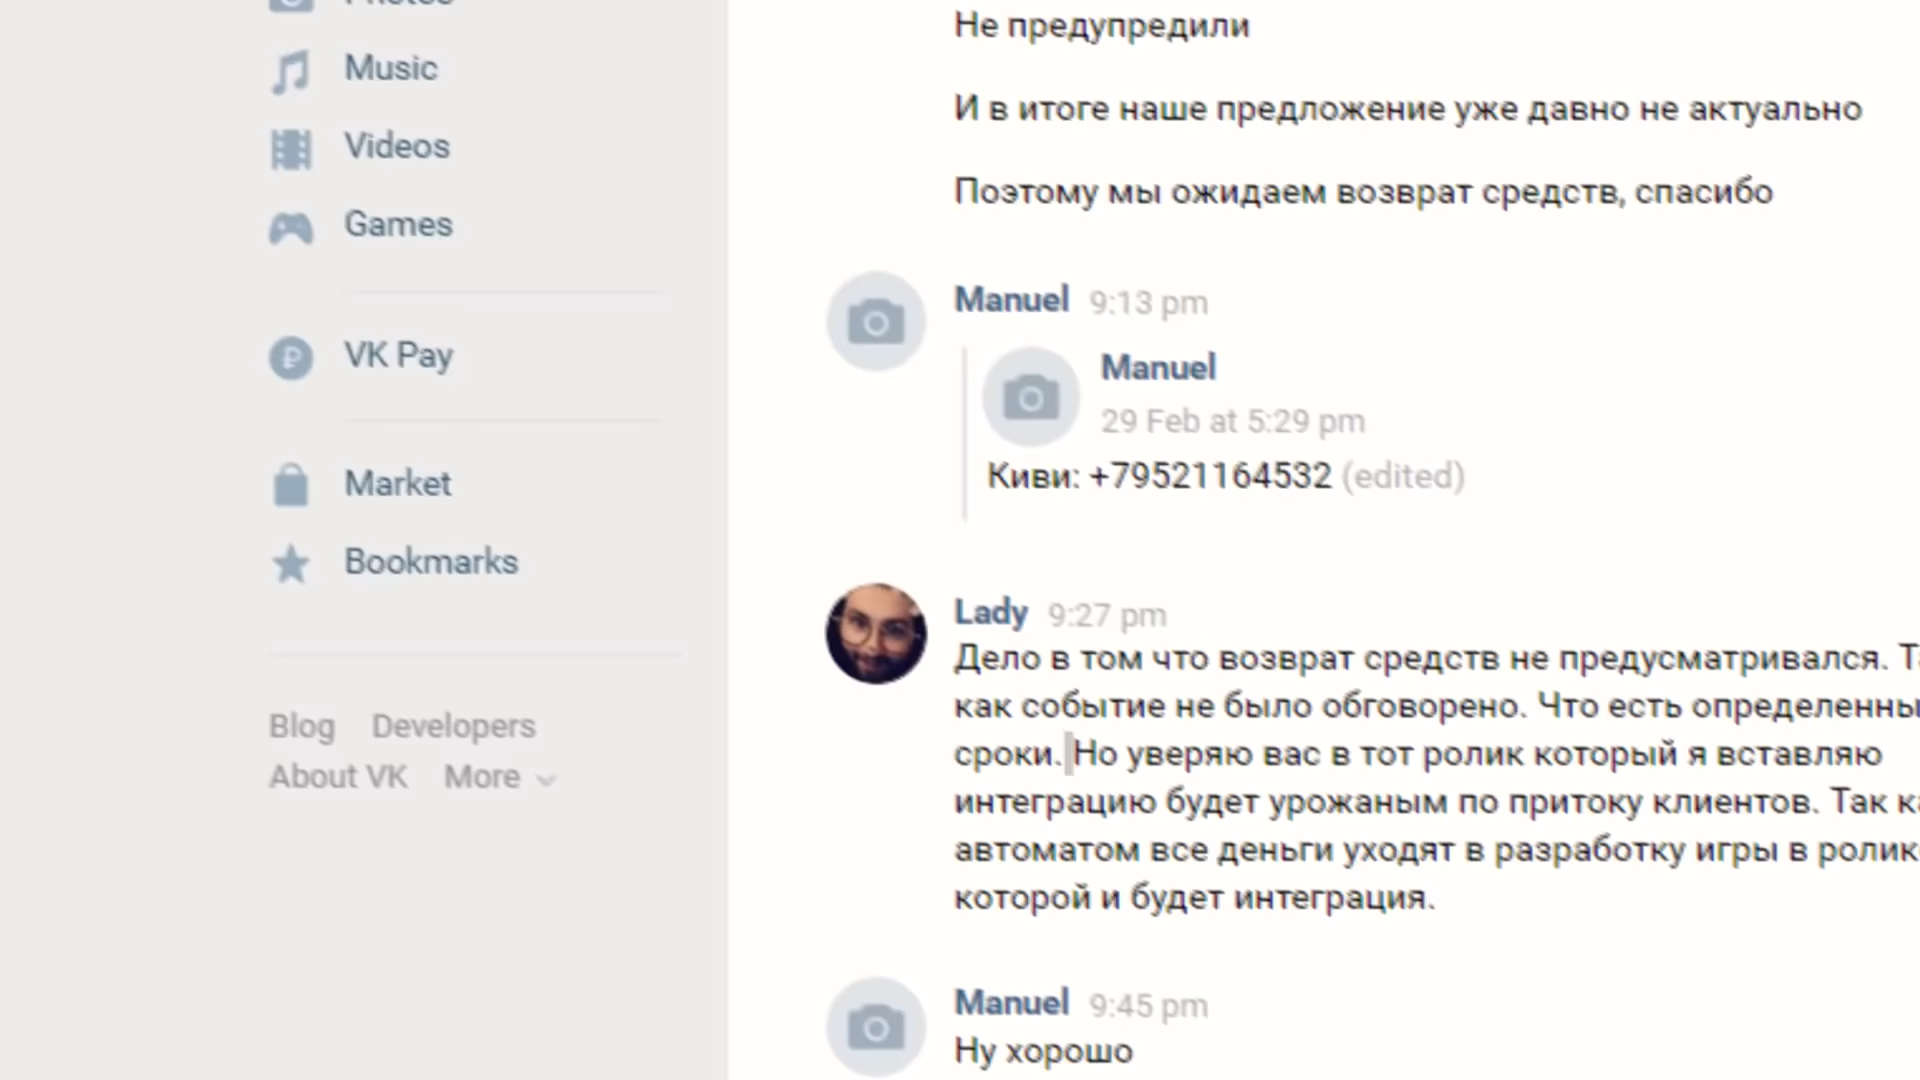 Music
Videos
Games
VK Pay
Market
Bookmarks
Blog Developers
About VK More
Не предупредили
И в итоге наше предложение уже давно не актуально
Поэтому мы ожидаем возврат средств, спасибо
Manuel 9:13 pm
Manuel
29 Feb at 5:29 pm
Киви: +79521164532 (edited)
Lady 9:27 pm
Дело в том что возврат средств не предусматривался.
как событие не было обговорено. Что есть
сроки. Но уверяю вас в тот ролик который я вставляю
интеграцию будет урожаным по притоку клиентов. Так
автоматом все деньги уходят в разработку игры в
которой и будет интеграция.
Manuel 9:45 pm
Ну хорошо